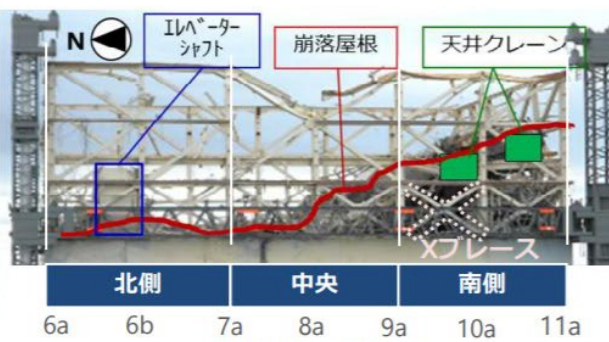 N
ｴﾚﾍﾞｰﾀｰ
ｼｬﾌﾄ
崩落屋根
天井クレーン
Xブレース
北側
中央
南側
6a 6b 7a 8a 9a 10a 11a